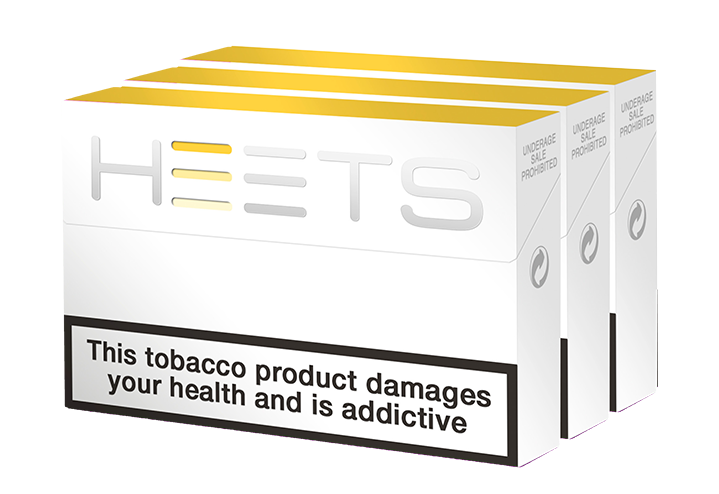 HEETS
This tobacco product damages
your health and is addictive
UNDERAGE
SALE
PROHIBITED
UNDERAGE
SALE
PROHIBITED
UNDERAGE
SALE
PROHIBITED